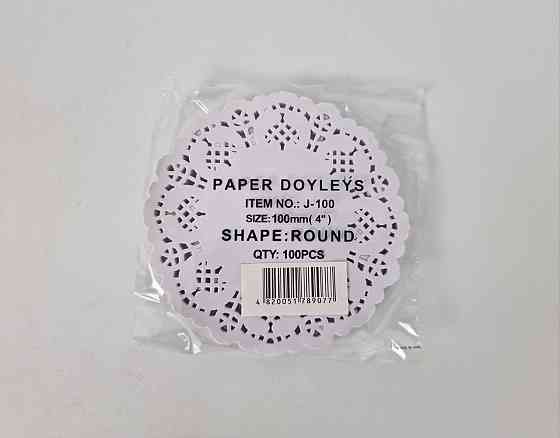 PAPER DOYLEYS
ITEM NO.: J-100
SIZE:100mm( 4" )
SHAPE:ROUND
QTY: 100PCS
4 820051 789077